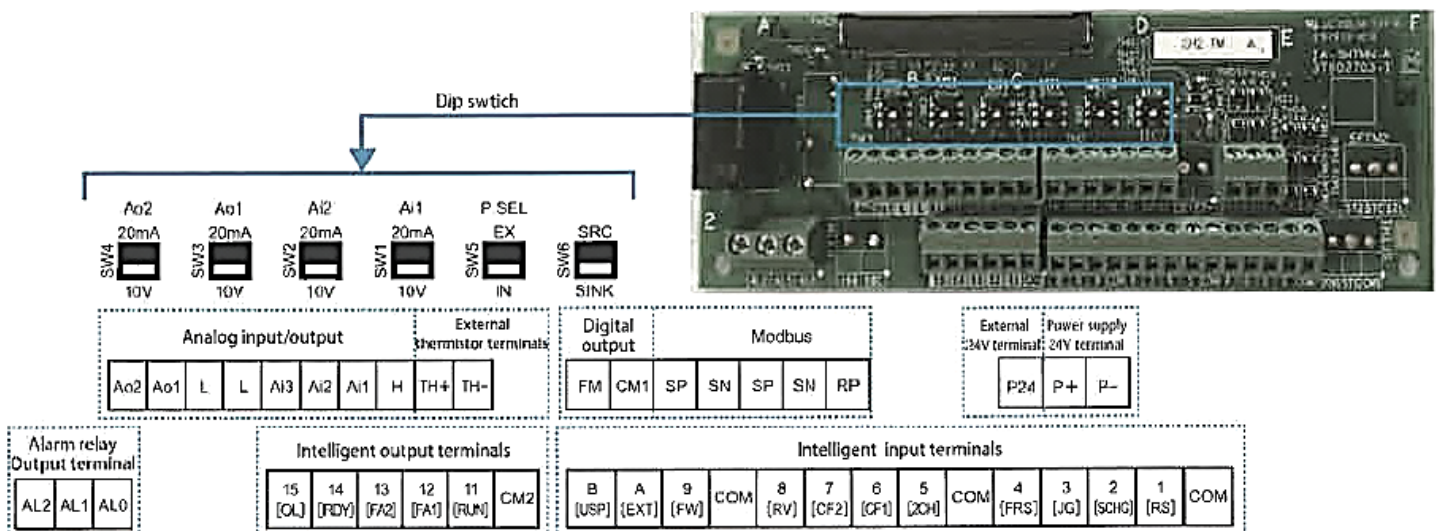 A
D
E
F
B
C
2
Dip swtich
Ao2 Ao1 Ai2 Ai1 P.SEL
20mA 20mA 20mA 20mA EX SRC
SW4 SW3 SW2 SW1 SW5 SW6
10V 10V 10V 10V IN SINK
Analog input/output
External
thermistor terminals
Ao2 Ao1 L L Ai3 Ai2 Ai1 H TH+ TH-
Digital
output
Modbus
FM CM1 SP SN SP SN RP
External
24V terminal
Power supply
24V terminal
P24 P+ P-
Alarm relay
Output terminal
AL2 AL1 AL0
Intelligent output terminals
15 14 13 12 11 CM2
[OL] [RDY] [FA2] [FA1] [RUN]
Intelligent input terminals
B A 9 COM 8 7 6 5 COM 4 3 2 1 COM
[USP] [EXT] [FW] [RV] [CF2] [CF1] [2CH] [FRS] [JG] [SCHG] [RS]